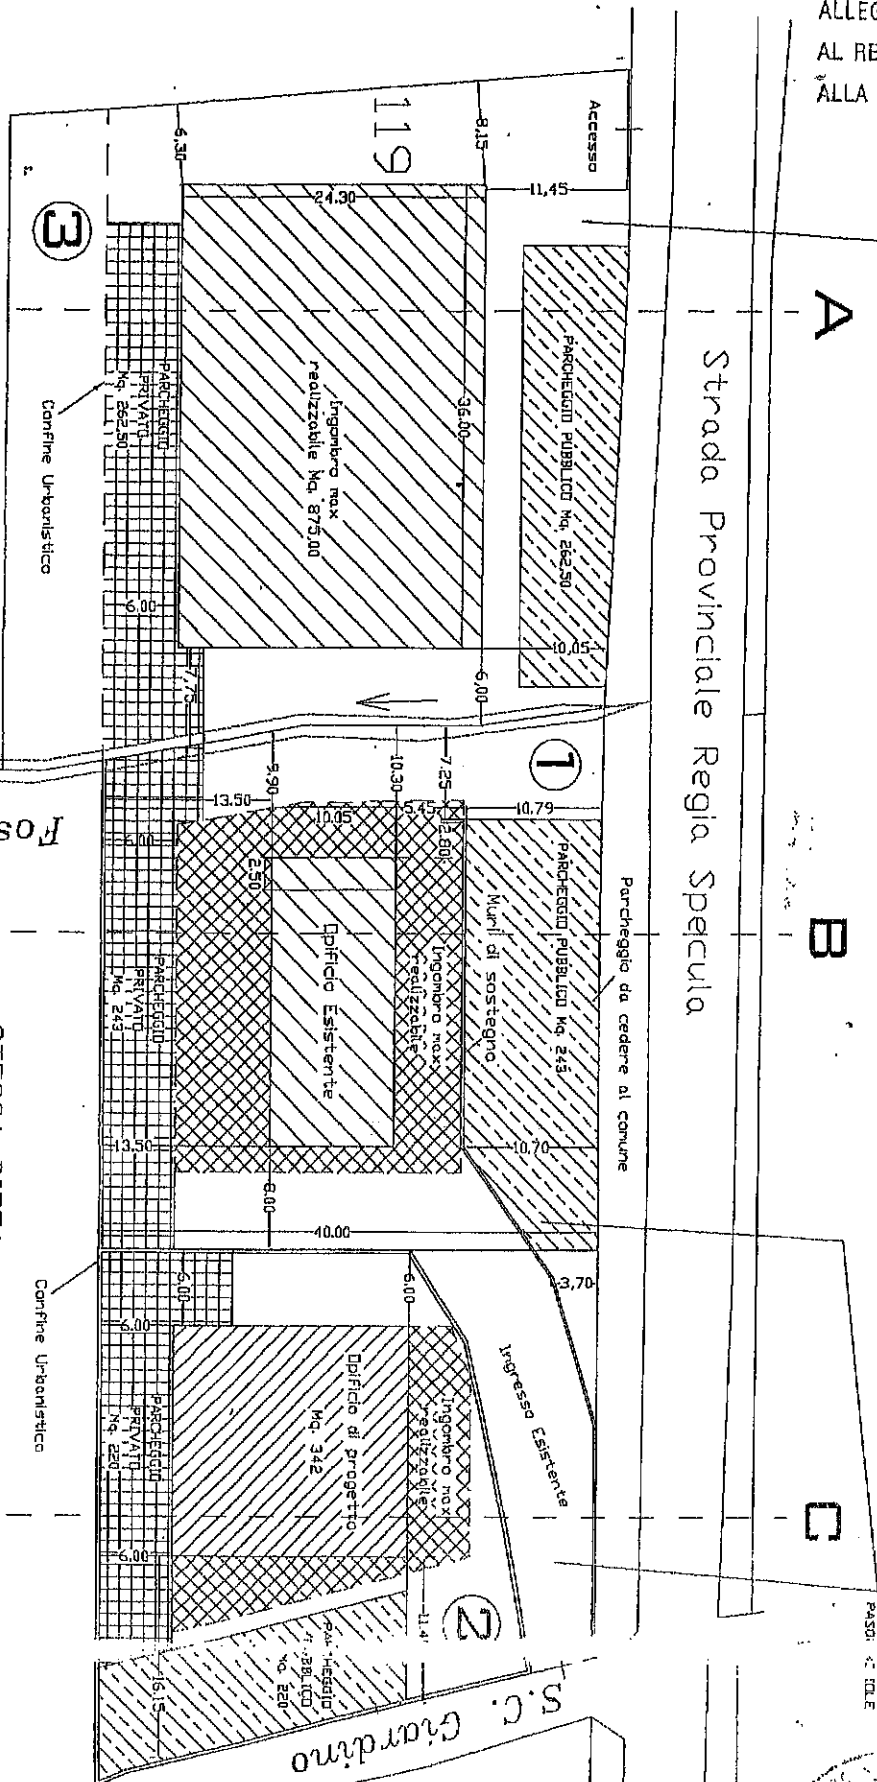 ALLEG
AL RE
ALLA
A
B
C
Strada Provinciale Regia Specula
Accesso
119
8,15
6,30
11,45
24,30
36,00
PARCHEGGIO PUBBLICO Mq. 262,50
Ingombro max
realizzabile Mq. 875,00
3
PARCHEGGIO
PRIVATO
Mq. 262,50
Confine Urbanistico
6,00
7,75
10,05
6,00
1
Fos
Parcheggio da cedere al comune
PARCHEGGIO PUBBLICO Mq. 243
Muri di sostegno
10,79
7,25
2,80
5,45
10,30
10,05
9,90
13,50
6,00
2,50
Ingombro max
realizzabile
Opificio Esistente
PARCHEGGIO
PRIVATO
Mq. 243
10,70
13,50
8,00
40,00
3,70
Ingresso Esistente
6,00
6,00
6,00
Ingombro max
realizzabile
Opificio di progetto
Mq. 342
PARCHEGGIO
PRIVATO
Mq. 220
Confine Urbanistico
6,00
11,4
2
PUBBLICO
Mq. 220
16,15
S.C. Giardino